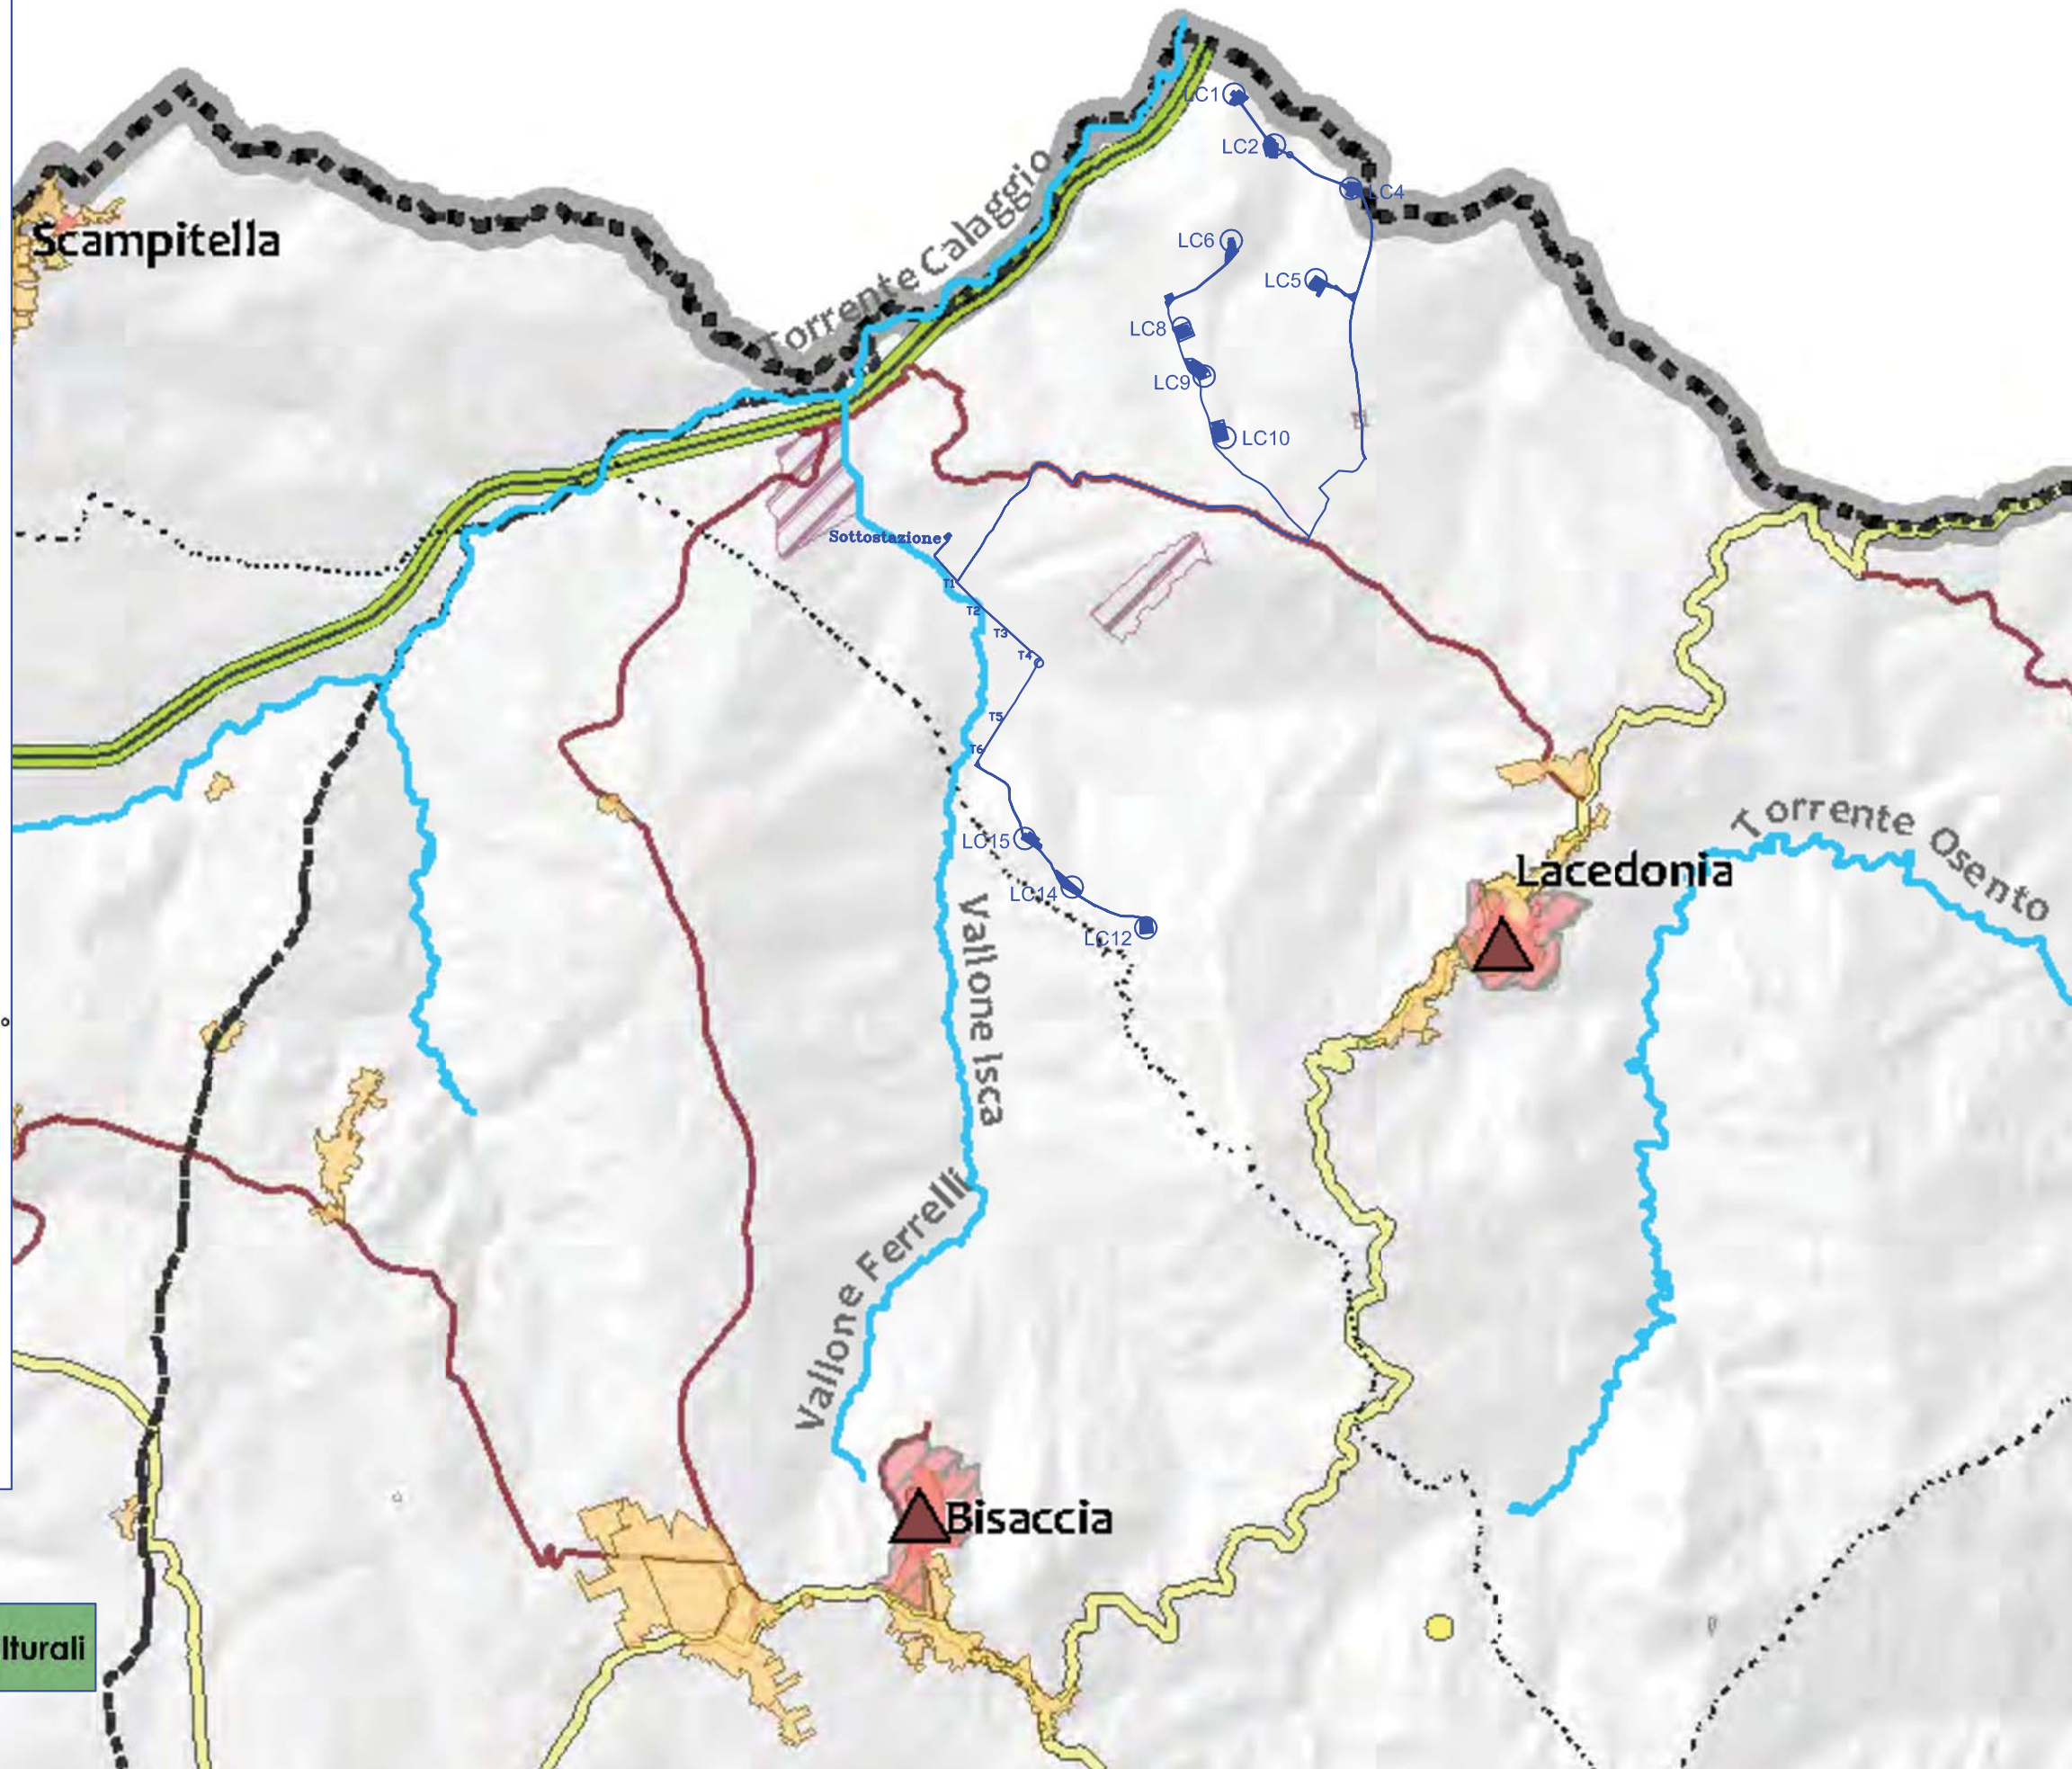 LC1
LC2
LC4
Torrente Calaggio
Scampitella
LC6
LC5
LC8
LC9
LC10
Sottostazione
T1
T2
T3
T4
T5
T6
LC15
LC14
LC12
Torrente Osento
Lacedonia
Vallone Isca
Vallone Ferrelli
Bisaccia
lturali